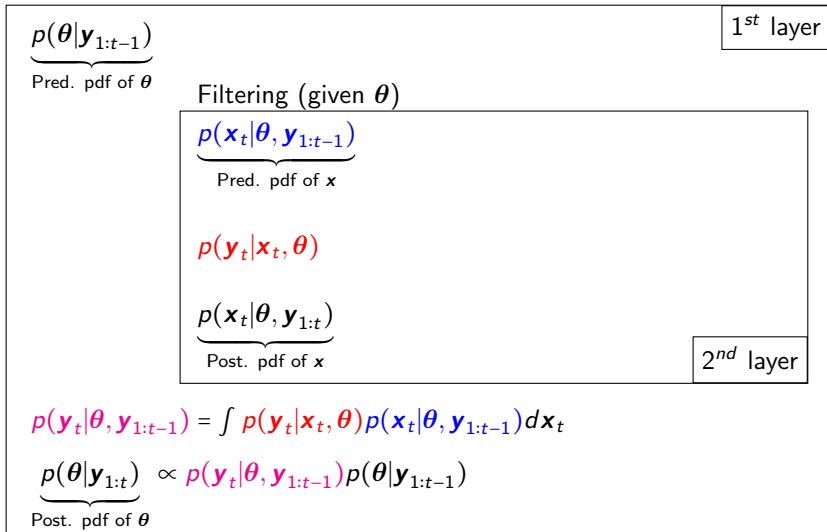 1^{st} layer
p(𝜽|𝒚_{1:t−1})
Pred. pdf of 𝜽
Filtering (given 𝜽)
p(𝒙_t|𝜽, 𝒚_{1:t−1})
Pred. pdf of 𝒙
p(𝒚_t|𝒙_t, 𝜽)
p(𝒙_t|𝜽, 𝒚_{1:t})
Post. pdf of 𝒙
2^{nd} layer
p(𝒚_t|𝜽, 𝒚_{1:t−1}) = ∫ p(𝒚_t|𝒙_t, 𝜽)p(𝒙_t|𝜽, 𝒚_{1:t−1})d𝒙_t
p(𝜽|𝒚_{1:t}) ∝ p(𝒚_t|𝜽, 𝒚_{1:t−1})p(𝜽|𝒚_{1:t−1})
Post. pdf of 𝜽